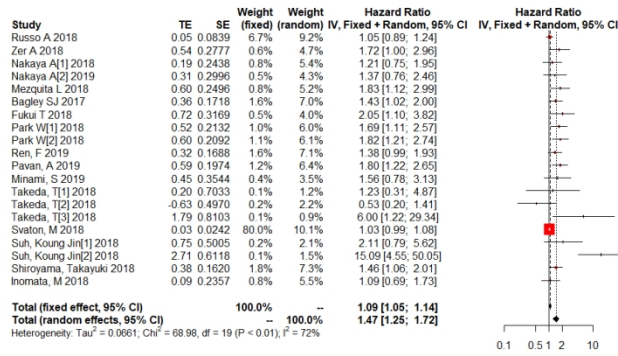 Weight Weight Hazard Ratio Hazard Ratio
TE SE (fixed) (random) IV, Fixed + Random, 95% CI IV, Fixed + Random, 95% CI
Russo A 2018 0.05 0.0839 6.7% 9.2% 1.05 [0.89; 1.24]
Zer A 2018 0.54 0.2777 0.6% 4.7% 1.72 [1.00; 2.96]
Nakaya A[1] 2018 0.19 0.2438 0.8% 5.4% 1.21 [0.75; 1.95]
Nakaya A[2] 2019 0.31 0.2996 0.5% 4.3% 1.37 [0.76; 2.46]
Mezquita L 2018 0.60 0.2496 0.8% 5.2% 1.83 [1.12; 2.99]
Bagley SJ 2017 0.36 0.1718 1.6% 7.0% 1.43 [1.02; 2.00]
Fukui T 2018 0.72 0.3169 0.5% 4.0% 2.05 [1.10; 3.82]
Park W[1] 2018 0.52 0.2132 1.0% 6.0% 1.69 [1.11; 2.57]
Park W[2] 2018 0.60 0.2092 1.1% 6.1% 1.82 [1.21; 2.74]
Ren, F 2019 0.32 0.1688 1.6% 7.1% 1.38 [0.99; 1.93]
Pavan, A 2019 0.59 0.1974 1.2% 6.4% 1.80 [1.22; 2.65]
Minami, S 2019 0.45 0.3544 0.4% 3.5% 1.56 [0.78; 3.13]
Takeda, T[1] 2018 0.20 0.7033 0.1% 1.2% 1.23 [0.31; 4.87]
Takeda, T[2] 2018 -0.63 0.4970 0.2% 2.1% 0.53 [0.20; 1.41]
Takeda, T[3] 2018 1.79 0.8103 0.1% 0.9% 6.00 [1.22; 29.34]
Svaton, M 2018 0.03 0.0242 80.0% 10.1% 1.03 [0.99; 1.08]
Suh, Koung Jin[1] 2018 0.75 0.5005 0.2% 2.1% 2.11 [0.79; 5.62]
Suh, Koung Jin[2] 2018 2.71 0.6118 0.1% 1.5% 15.09 [4.55; 50.05]
Shiroyama, Takayuki 2018 0.38 0.1620 1.8% 7.3% 1.46 [1.06; 2.01]
Inomata, M 2018 0.09 0.2357 0.8% 5.5% 1.09 [0.69; 1.73]
Total (fixed effect, 95% CI) 100.0% -- 1.09 [1.05; 1.14]
Total (random effects, 95% CI) -- 100.0% 1.47 [1.25; 1.72]
Heterogeneity: Tau² = 0.0661; Chi² = 68.98, df = 19 (P < 0.01); I² = 72%
0.1 0.5 1 2 10